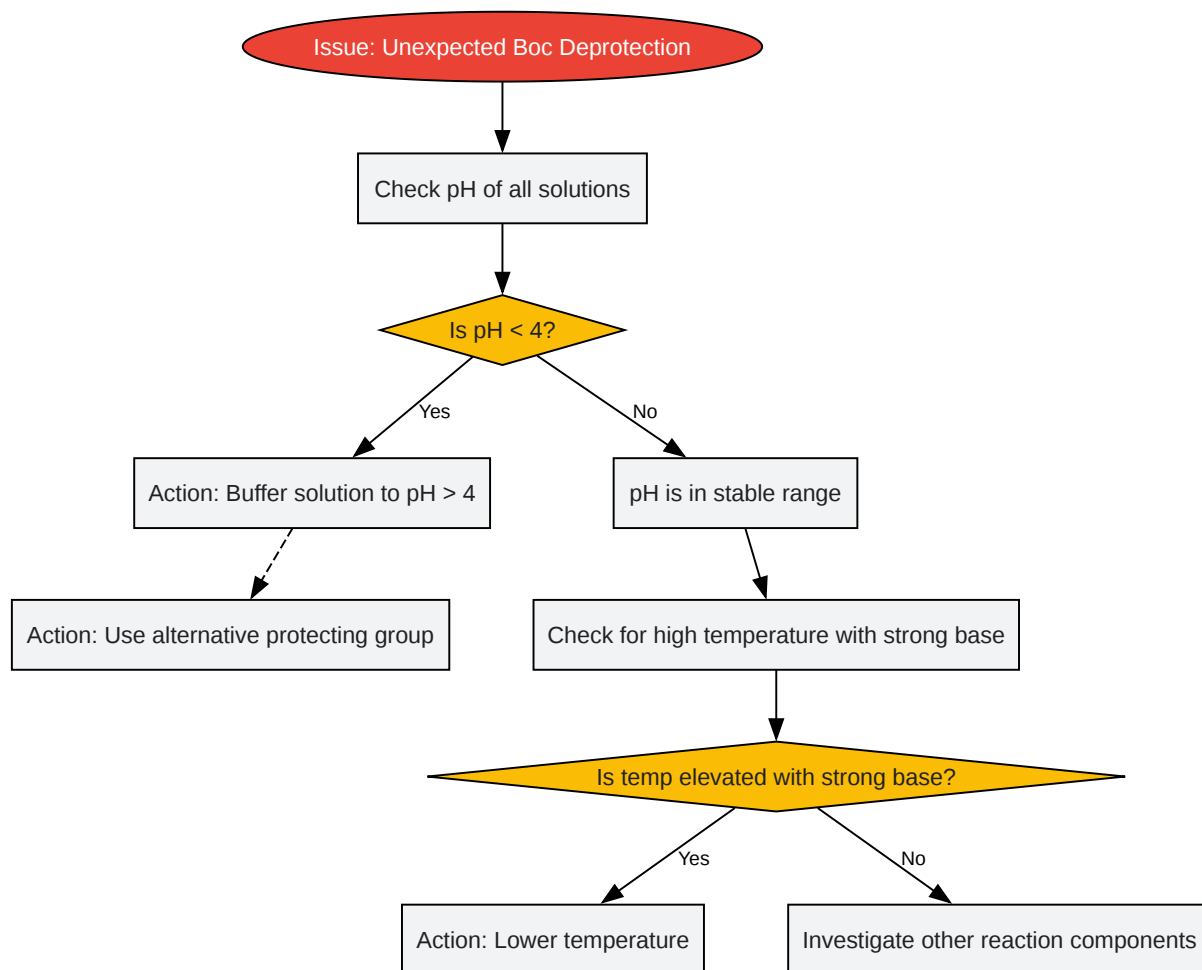 Issue: Unexpected Boc Deprotection
Check pH of all solutions
Is pH < 4?
Yes
No
Action: Buffer solution to pH > 4
pH is in stable range
Action: Use alternative protecting group
Check for high temperature with strong base
Is temp elevated with strong base?
Yes
No
Action: Lower temperature
Investigate other reaction components